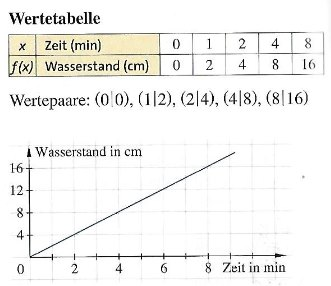 Wertetabelle
x Zeit (min) 0 1 2 4 8
f(x) Wasserstand (cm) 0 2 4 8 16
Wertepaare: (0|0), (1|2), (2|4), (4|8), (8|16)
Wasserstand in cm
16
12
8
4
0 2 4 6 8 Zeit in min